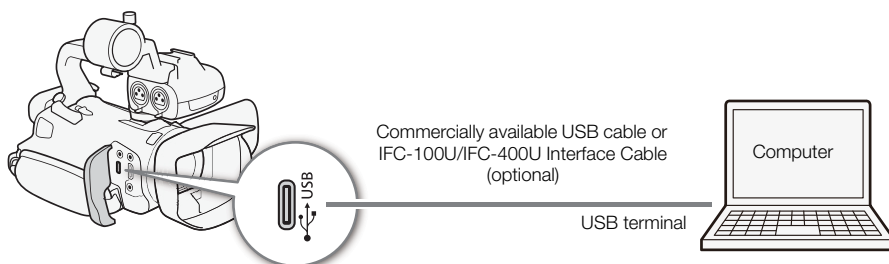 Commercially available USB cable or
IFC-100U/IFC-400U Interface Cable
(optional)
Computer
USB
USB terminal